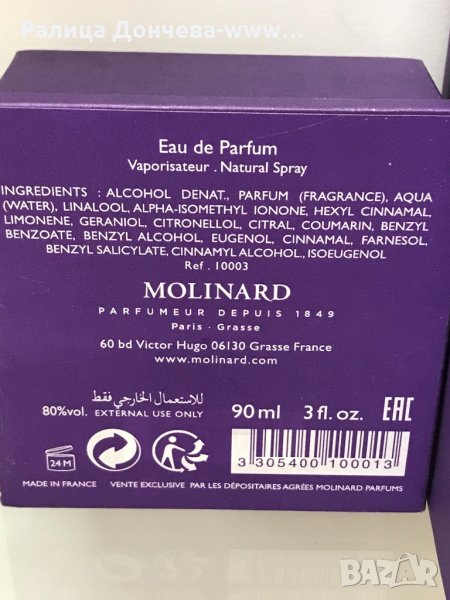 Ралица Дончева-www...
Eau de Parfum
Vaporisateur . Natural Spray
INGREDIENTS : ALCOHOL DENAT., PARFUM (FRAGRANCE), AQUA
(WATER), LINALOOL, ALPHA-ISOMETHYL IONONE, HEXYL CINNAMAL,
LIMONENE, GERANIOL, CITRONELLOL, CITRAL, COUMARIN, BENZYL
BENZOATE, BENZYL ALCOHOL, EUGENOL, CINNAMAL, FARNESOL,
BENZYL SALICYLATE, CINNAMYL ALCOHOL., ISOEUGENOL
Ref . 10003
MOLINARD
PARFUMEUR DEPUIS 1849
Paris - Grasse
60 bd Victor Hugo 06130 Grasse France
www.molinard.com
للاستعمال الخارجي فقط
80%vol. EXTERNAL USE ONLY
90 ml 3 fl. oz. EAC
24 M
3 305400 100013
MADE IN FRANCE VENTE EXCLUSIVE PAR LES DÉPOSITAIRES AGRÉES MOLINARD PARFUMS
BAZAR